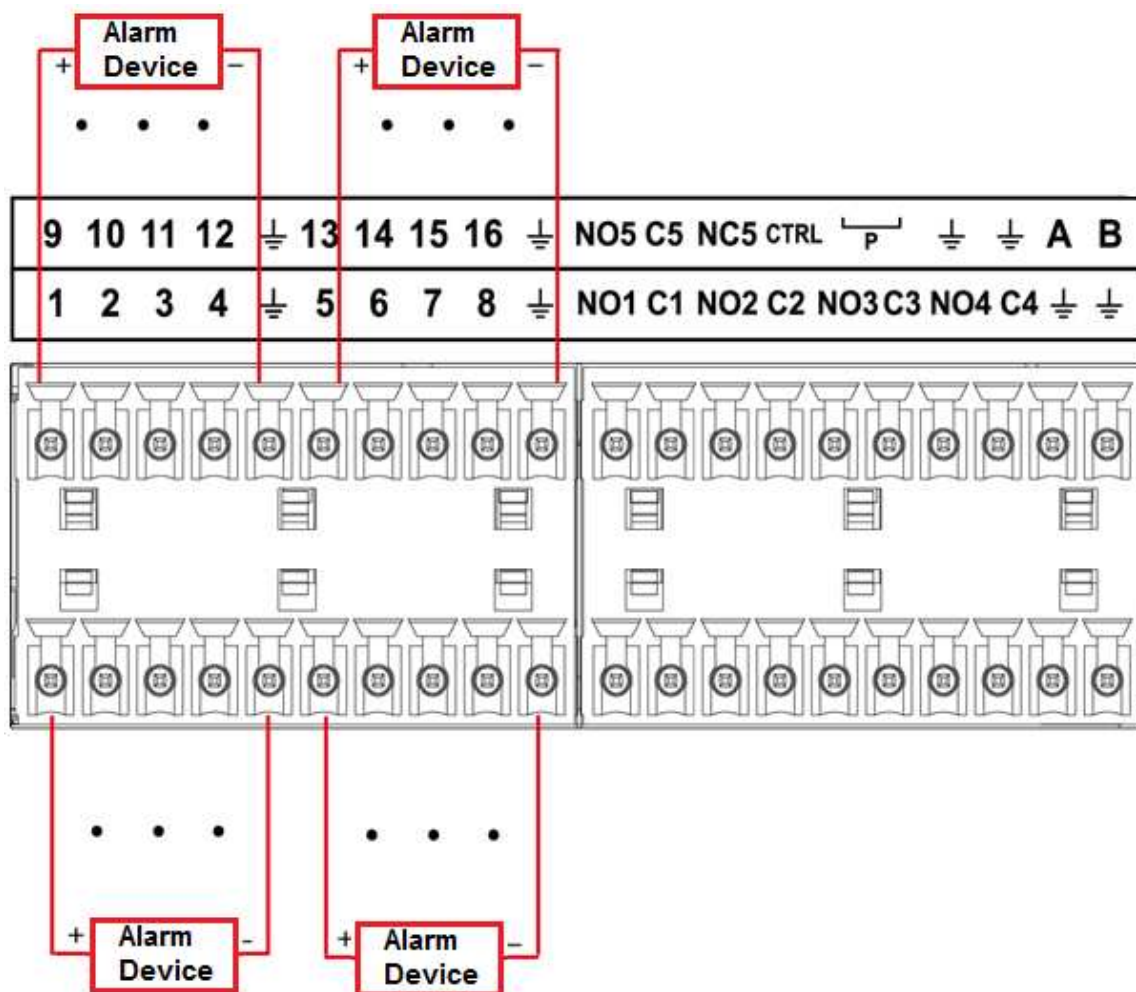 Alarm Device
Alarm Device
+ −
+ −
9 10 11 12 ⏚ 13 14 15 16 ⏚ NO5 C5 NC5 CTRL P ⏚ ⏚ A B
1 2 3 4 ⏚ 5 6 7 8 ⏚ NO1 C1 NO2 C2 NO3 C3 NO4 C4 ⏚ ⏚
+ -
Alarm Device
+ −
Alarm Device